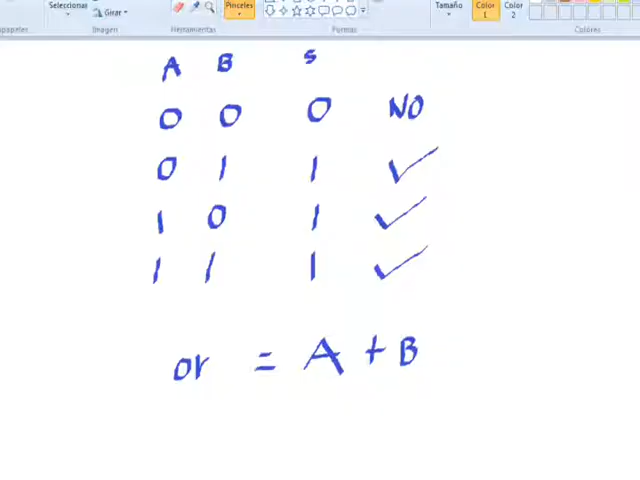 Seleccionar Girar Pinceles Tamaño Color 1 Color 2
papeles Imagen Herramientas Formas Colores
A B S
0 0 0 NO
0 1 1 ✓
1 0 1 ✓
1 1 1 ✓
or = A + B